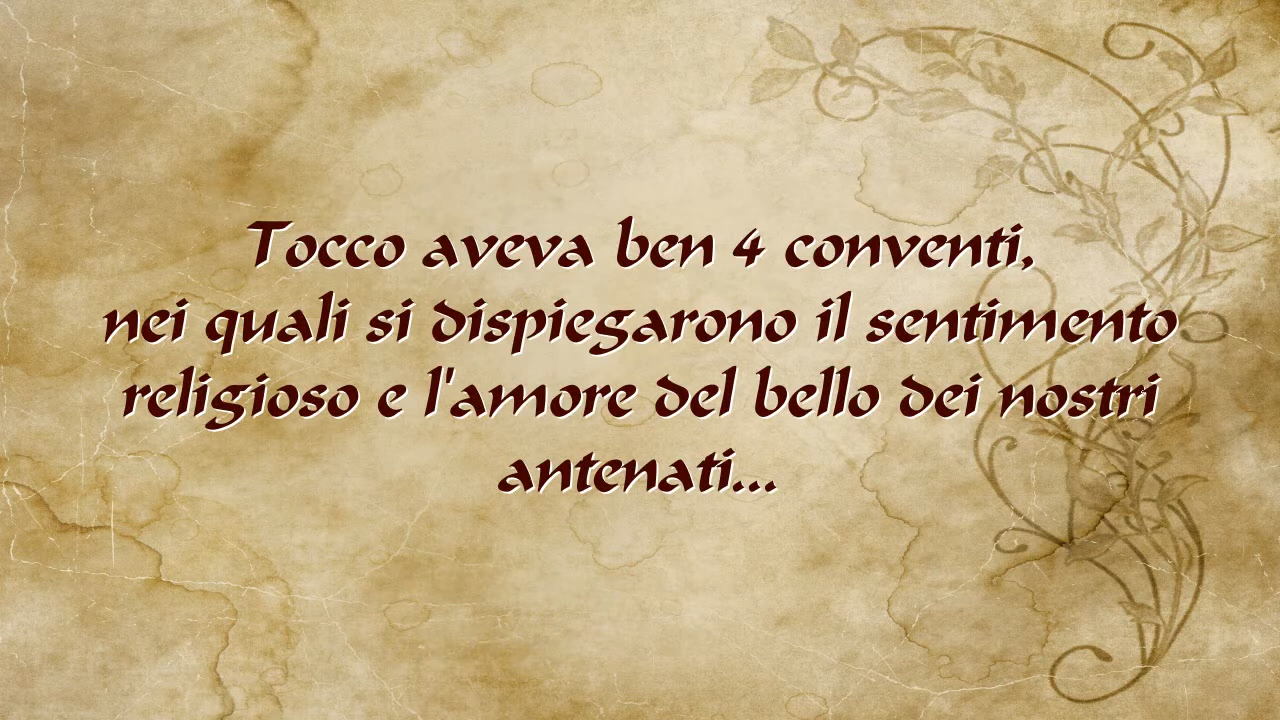 Tocco aveva ben 4 conventi,
nei quali si dispiegarono il sentimento
religioso e l'amore del bello dei nostri
antenati...